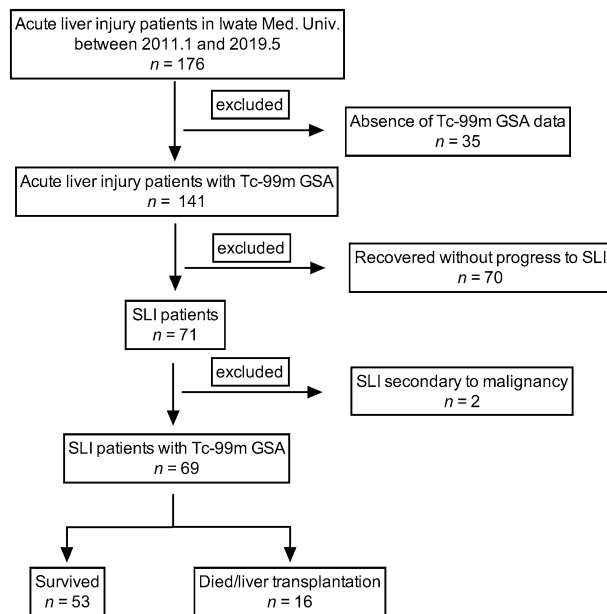 Acute liver injury patients in Iwate Med. Univ.
between 2011.1 and 2019.5
n = 176
excluded
Absence of Tc-99m GSA data
n = 35
Acute liver injury patients with Tc-99m GSA
n = 141
excluded
Recovered without progress to SLI
n = 70
SLI patients
n = 71
excluded
SLI secondary to malignancy
n = 2
SLI patients with Tc-99m GSA
n = 69
Survived
n = 53
Died/liver transplantation
n = 16